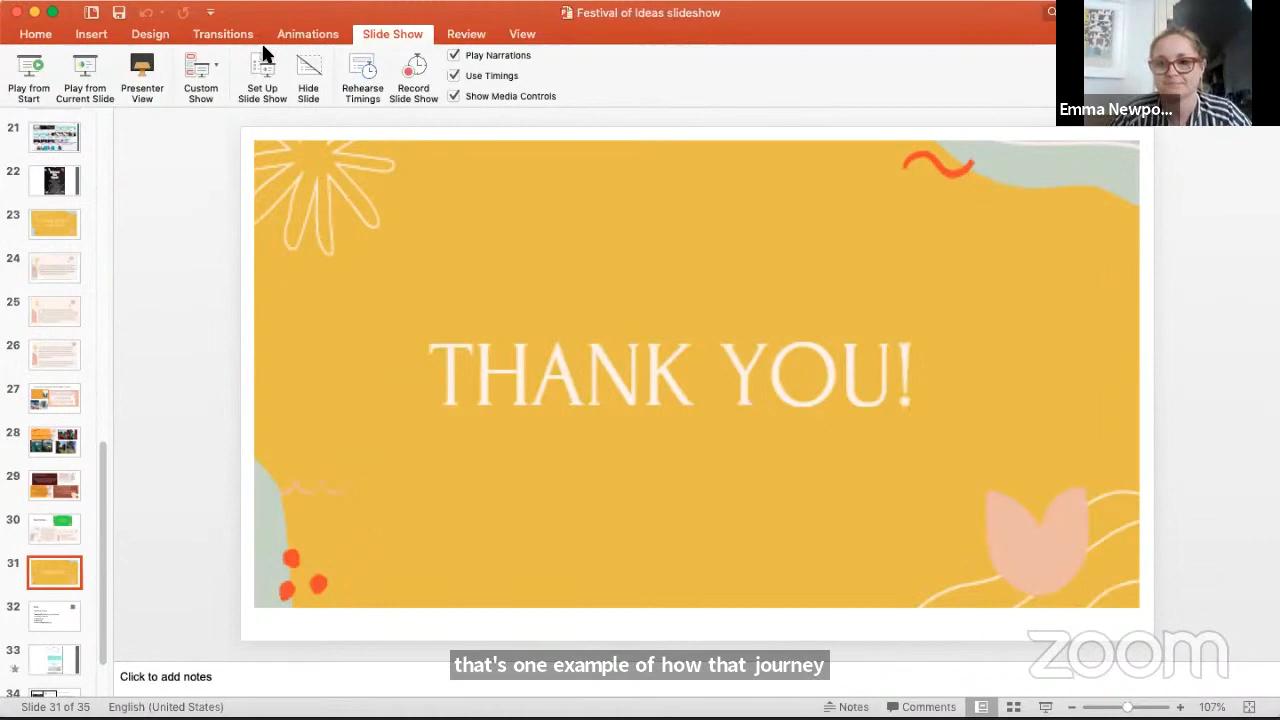 Festival of Ideas slideshow
Home Insert Design Transitions Animations Slide Show Review View
Play from Start
Play from Current Slide
Presenter View
Custom Show
Set Up Slide Show
Hide Slide
Rehearse Timings
Record Slide Show
Play Narrations
Use Timings
Show Media Controls
Emma Newpo...
21
22
23
24
25
26
27
28
29
30
31
32
33
34
THANK YOU!
zoom
that's one example of how that journey
Click to add notes
Slide 31 of 35 English (United States) Notes Comments 107%